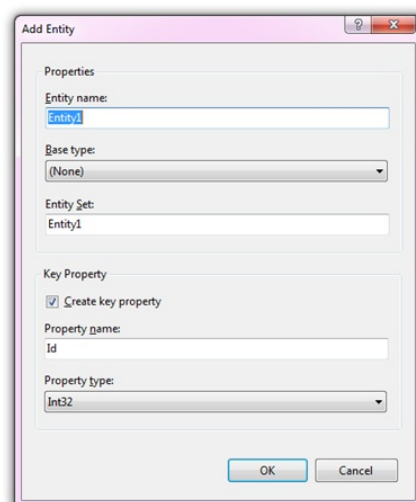 Add Entity
Properties
Entity name:
Entity1
Base type:
(None)
Entity Set:
Entity1
Key Property
Create key property
Property name:
Id
Property type:
Int32
OK
Cancel